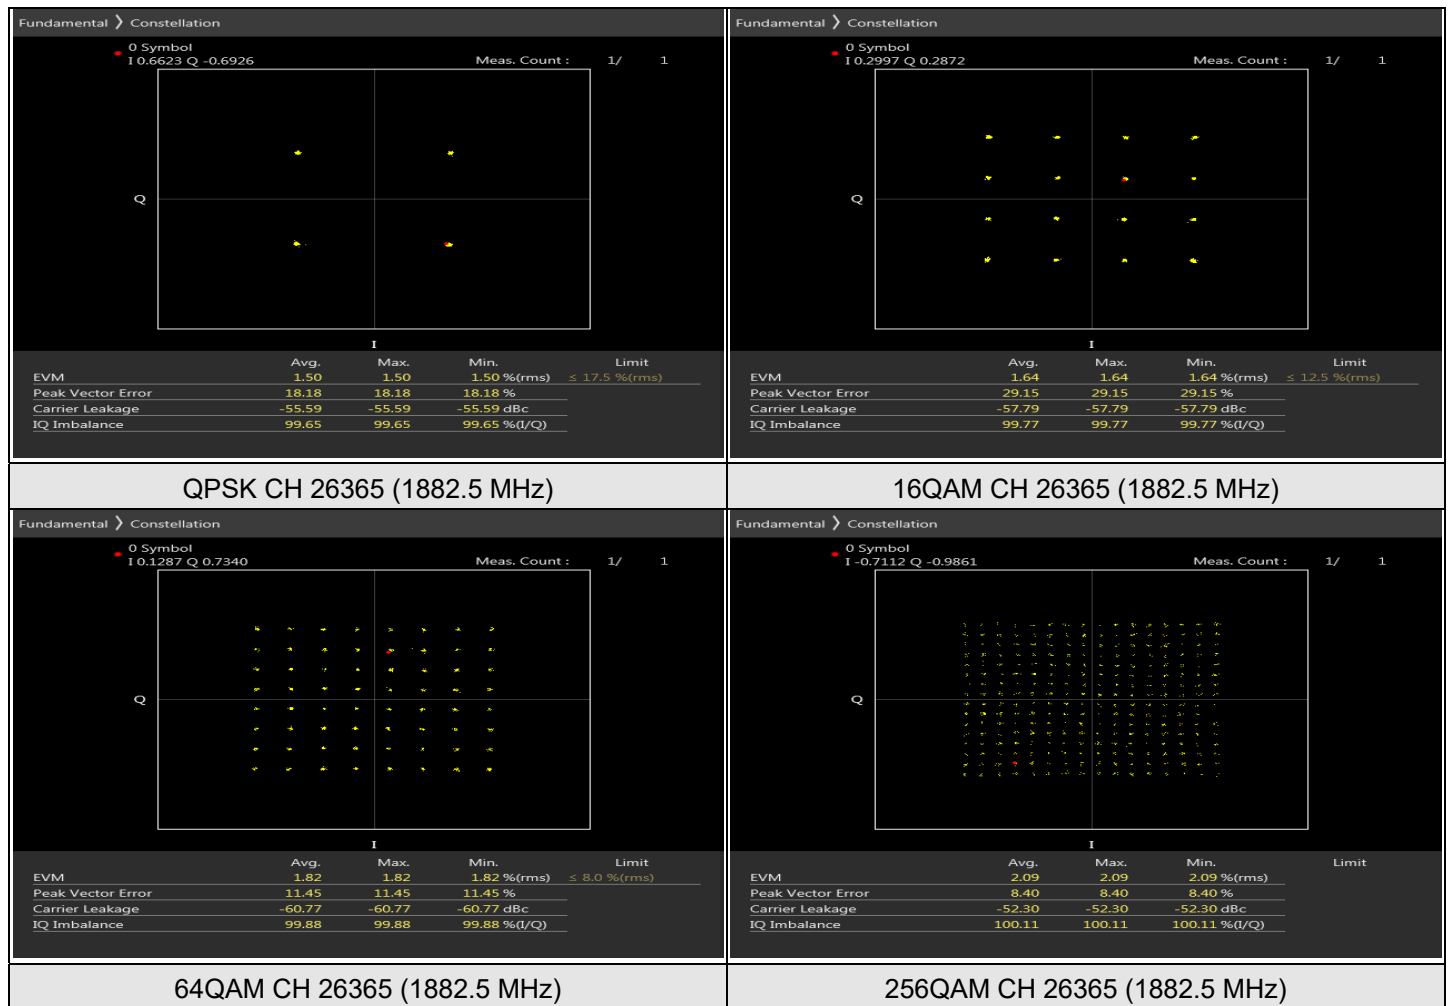 Fundamental ❯ Constellation
0 Symbol
I 0.6623 Q -0.6926
Meas. Count : 1/ 1
Q
I
Avg. Max. Min. Limit
EVM 1.50 1.50 1.50 %(rms) ≤ 17.5 %(rms)
Peak Vector Error 18.18 18.18 18.18 %
Carrier Leakage -55.59 -55.59 -55.59 dBc
IQ Imbalance 99.65 99.65 99.65 %(I/Q)
QPSK CH 26365 (1882.5 MHz)
Fundamental ❯ Constellation
0 Symbol
I 0.2997 Q 0.2872
Meas. Count : 1/ 1
Q
I
Avg. Max. Min. Limit
EVM 1.64 1.64 1.64 %(rms) ≤ 12.5 %(rms)
Peak Vector Error 29.15 29.15 29.15 %
Carrier Leakage -57.79 -57.79 -57.79 dBc
IQ Imbalance 99.77 99.77 99.77 %(I/Q)
16QAM CH 26365 (1882.5 MHz)
Fundamental ❯ Constellation
0 Symbol
I 0.1287 Q 0.7340
Meas. Count : 1/ 1
Q
I
Avg. Max. Min. Limit
EVM 1.82 1.82 1.82 %(rms) ≤ 8.0 %(rms)
Peak Vector Error 11.45 11.45 11.45 %
Carrier Leakage -60.77 -60.77 -60.77 dBc
IQ Imbalance 99.88 99.88 99.88 %(I/Q)
64QAM CH 26365 (1882.5 MHz)
Fundamental ❯ Constellation
0 Symbol
I -0.7112 Q -0.9861
Meas. Count : 1/ 1
Q
I
Avg. Max. Min. Limit
EVM 2.09 2.09 2.09 %(rms)
Peak Vector Error 8.40 8.40 8.40 %
Carrier Leakage -52.30 -52.30 -52.30 dBc
IQ Imbalance 100.11 100.11 100.11 %(I/Q)
256QAM CH 26365 (1882.5 MHz)